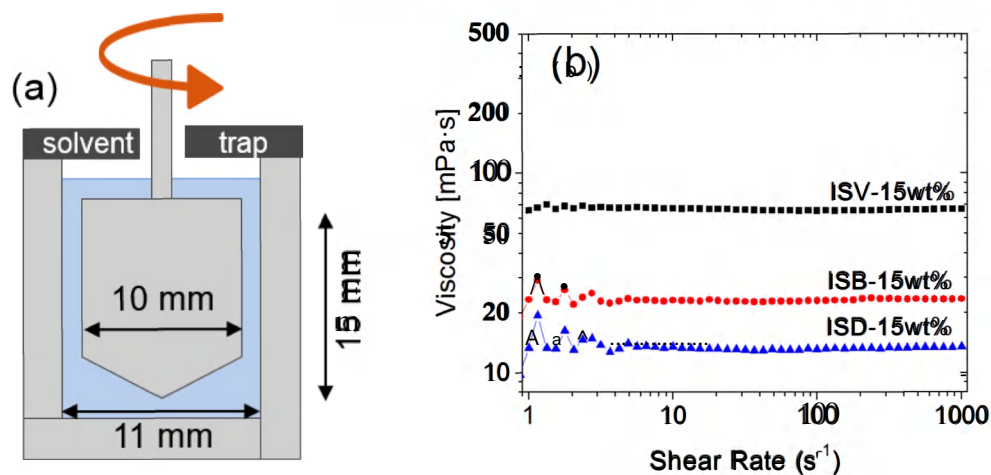 (a)
solvent trap
10 mm
15 mm
11 mm
(b)
Viscosity [mPa·s]
500
200
100
50
20
10
ISV-15wt%
ISB-15wt%
ISD-15wt%
1 10 100 1000
Shear Rate (s⁻¹)